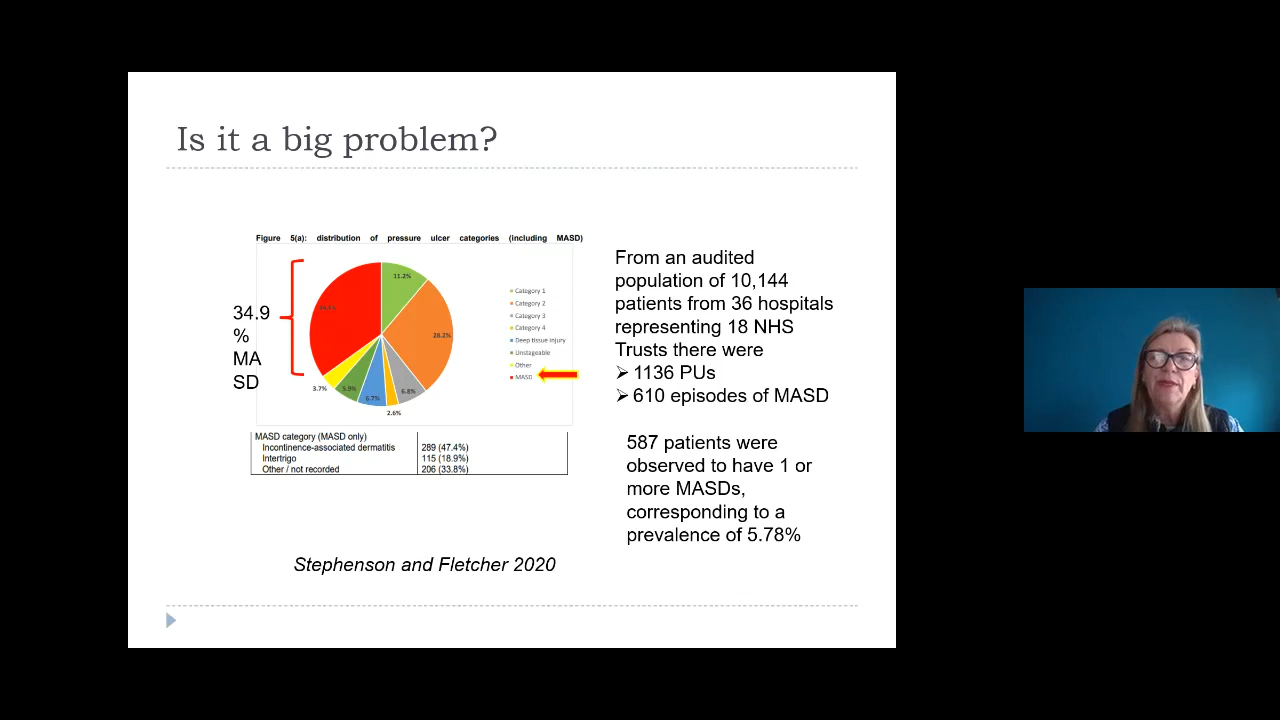 Is it a big problem?
Figure 5(a): distribution of pressure ulcer categories (including MASD)
34.9
%
MA
SD
11.2%
28.2%
6.8%
2.6%
6.7%
5.9%
3.7%
Category 1
Category 2
Category 3
Category 4
Deep tissue injury
Unstageable
Other
MASD
MASD category (MASD only)
Incontinence-associated dermatitis 289 (47.4%)
Intertrigo 115 (18.9%)
Other / not recorded 206 (33.8%)
From an audited
population of 10,144
patients from 36 hospitals
representing 18 NHS
Trusts there were
➢ 1136 PUs
➢ 610 episodes of MASD
587 patients were
observed to have 1 or
more MASDs,
corresponding to a
prevalence of 5.78%
Stephenson and Fletcher 2020